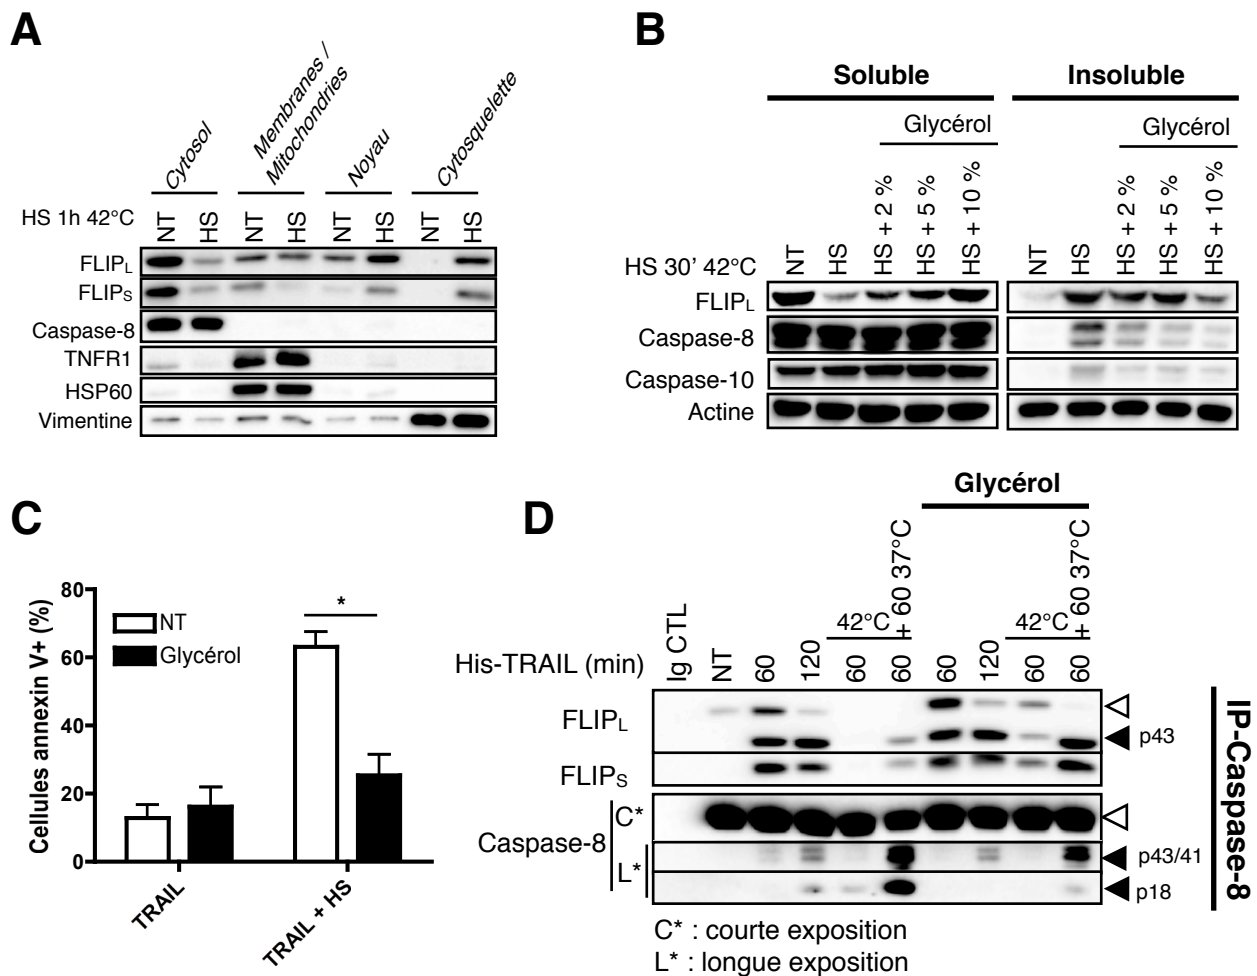 A
Cytosol
Membranes /
Mitochondries
Noyau
Cytosquelette
HS 1h 42°C
NT HS NT HS NT HS NT HS
FLIPL
FLIPS
Caspase-8
TNFR1
HSP60
Vimentine
B
Soluble Insoluble
Glycérol Glycérol
HS 30' 42°C
NT HS HS + 2 % HS + 5 % HS + 10 % NT HS HS + 2 % HS + 5 % HS + 10 %
FLIPL
Caspase-8
Caspase-10
Actine
C
Cellules annexin V+ (%)
80
60
40
20
0
NT
Glycérol
*
TRAIL
TRAIL + HS
D
Glycérol
42°C + 60 37°C 42°C + 60 37°C
His-TRAIL (min) Ig CTL NT 60 120 60 60 60 120 60 60
FLIPL
p43
FLIPS
Caspase-8
C*
L*
p43/41
p18
IP-Caspase-8
C* : courte exposition
L* : longue exposition